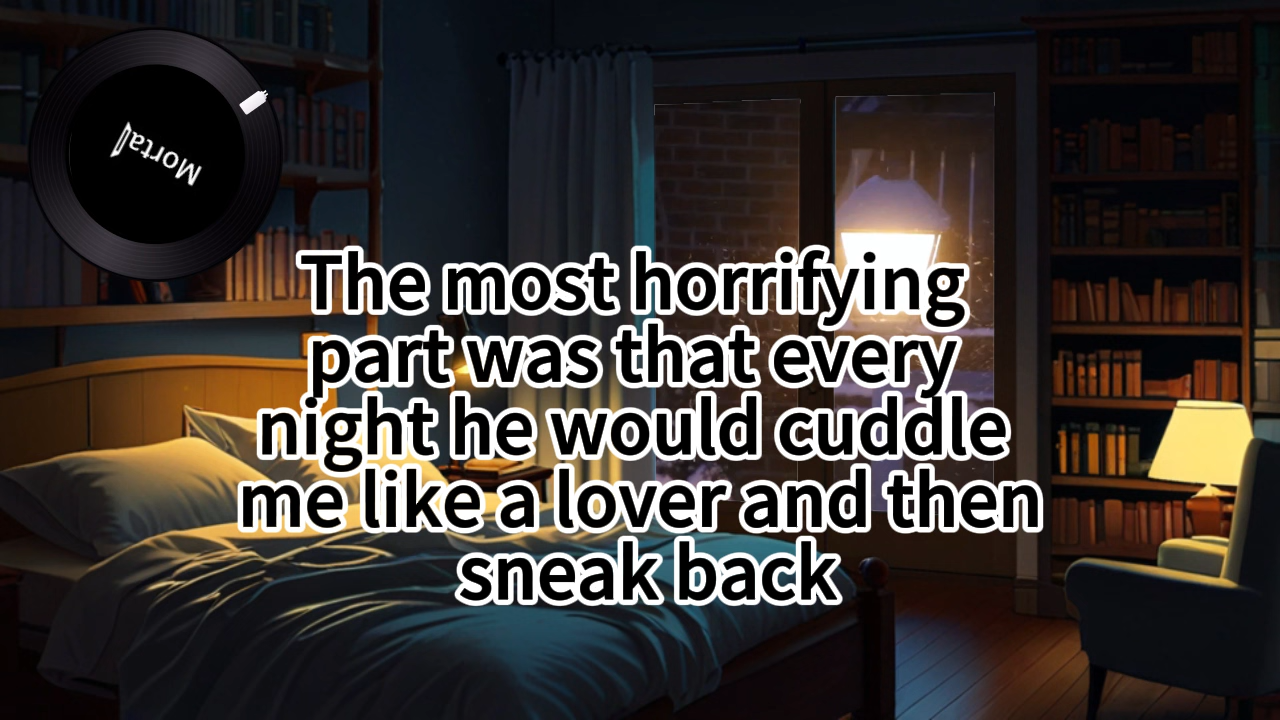 Mortal
The most horrifying
part was that every
night he would cuddle
me like a lover and then
sneak back